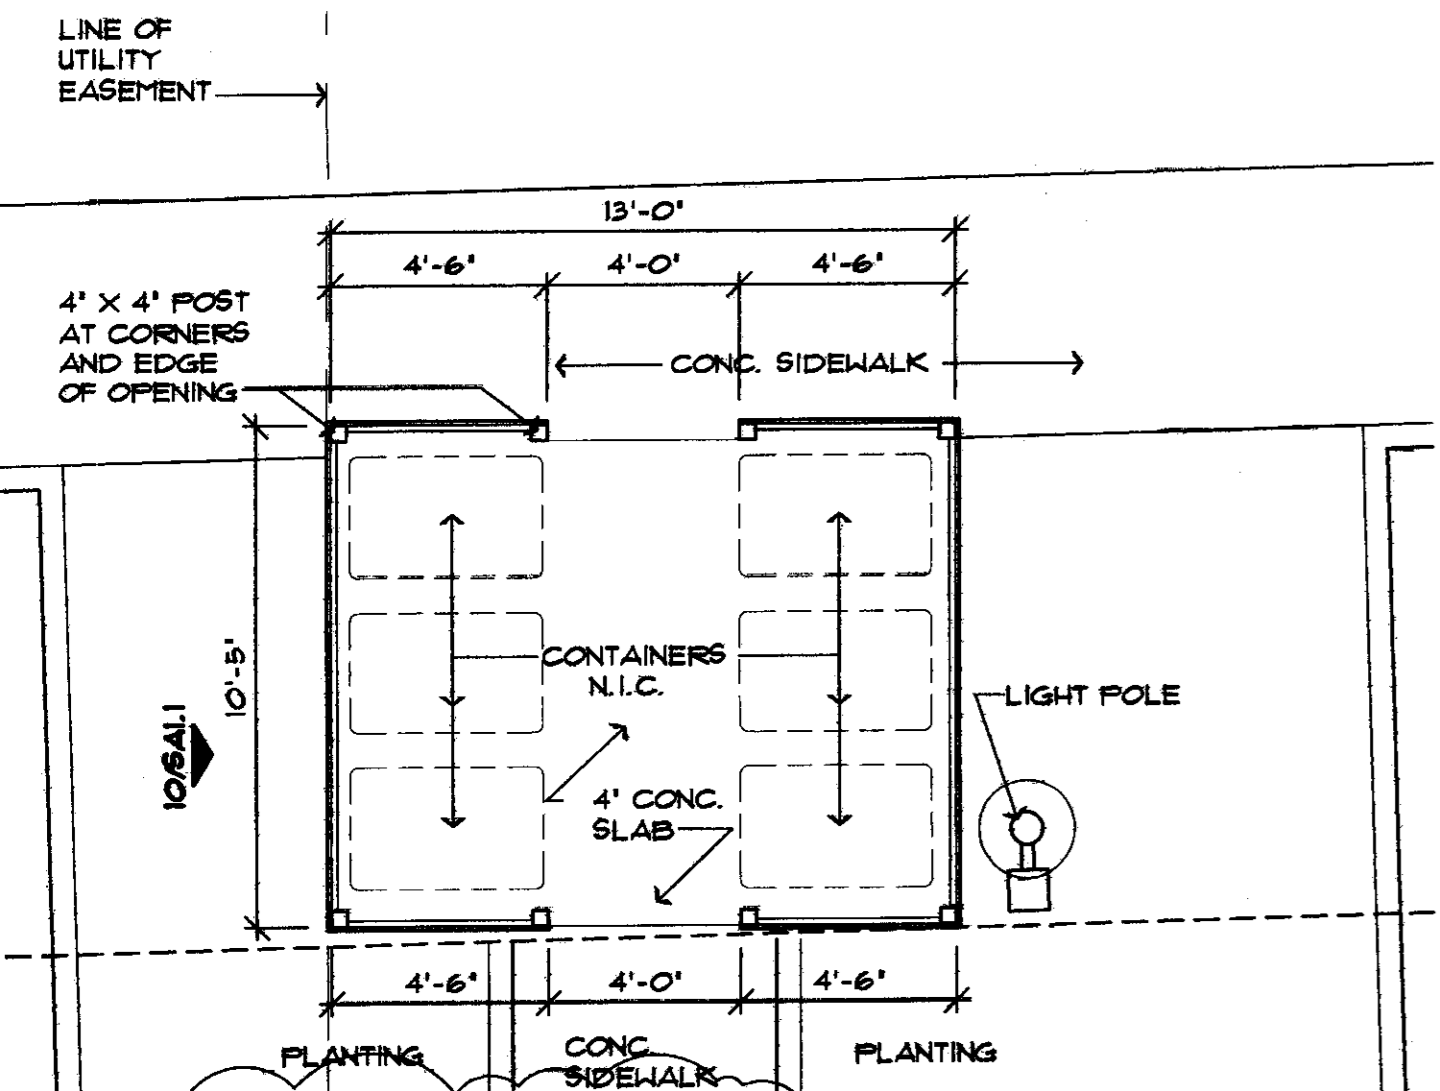 LINE OF
UTILITY
EASEMENT
13'-0"
4'-6"
4'-0"
4'-6"
4" X 4" POST
AT CORNERS
AND EDGE
OF OPENING
CONC. SIDEWALK
10'-5"
10/SA1.1
CONTAINERS
N.I.C.
LIGHT POLE
4" CONC.
SLAB
4'-6"
4'-0"
4'-6"
PLANTING
CONC
SIDEWALK
PLANTING